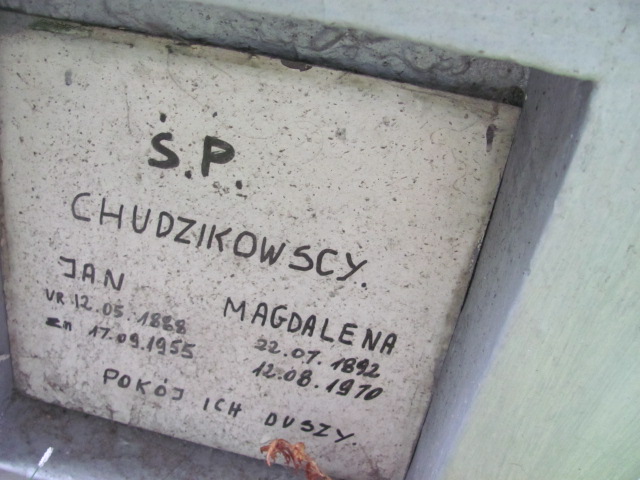 Ś.P.
CHUDZIKOWSCY.
JAN
UR 12.05.1888
zm 17.09.1955
MAGDALENA
22.07.1892
12.08.1970
POKÓJ ICH DUSZY.